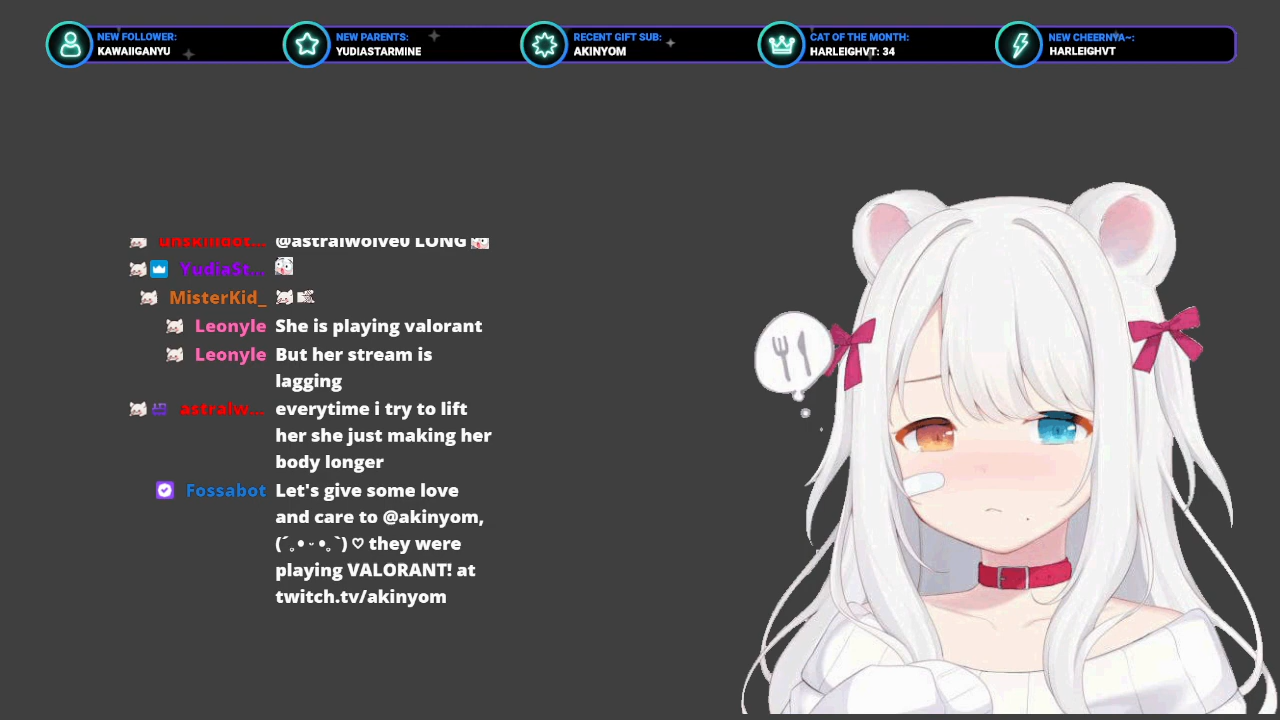 NEW FOLLOWER: NEW PARENTS: RECENT GIFT SUB: CAT OF THE MONTH: NEW CHEERNYA~:
KAWAIIGANYU YUDIASTARMINE AKINYOM HARLEIGHVT: 34 HARLEIGHVT
unskilldot... @astralwolve0 LONG
YudiaSt...
MisterKid_
Leonyle She is playing valorant
Leonyle But her stream is
lagging
astralw... everytime i try to lift
her she just making her
body longer
Fossabot Let's give some love
and care to @akinyom,
(´｡• ᵕ •｡`) ♡ they were
playing VALORANT! at
twitch.tv/akinyom